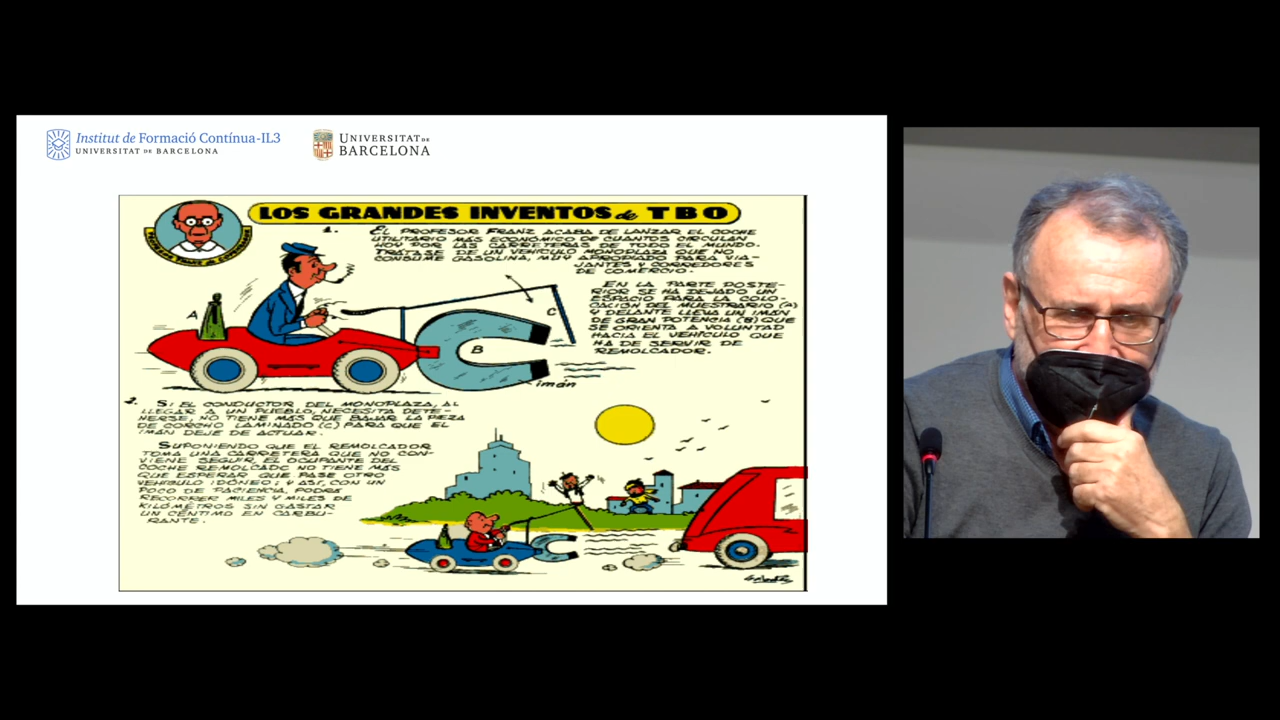 Institut de Formació Contínua-IL3
UNIVERSITAT DE BARCELONA
UNIVERSITAT DE
BARCELONA
LOS GRANDES INVENTOS de TBO
PROFESOR FRANZ DE COPENHAGUE
1.
EL PROFESOR FRANZ ACABA DE LANZAR EL COCHE
UTILITARIO MÁS ECONÓMICO DE CUANTOS CIRCULAN
HOY POR LAS CARRETERAS DE TODO EL MUNDO.
TRÁTASE DE UN VEHÍCULO MONOPLAZA QUE NO
CONSUME GASOLINA, MUY APROPIADO PARA VIA-
JANTES Y CORREDORES
DE COMERCIO.
EN LA PARTE POSTE-
RIOR SE HA DEJADO UN
ESPACIO PARA LA COLO-
CACIÓN DEL MUESTRARIO (A)
Y DELANTE LLEVA UN IMÁN
DE GRAN POTENCIA (B) QUE
SE ORIENTA A VOLUNTAD
HACIA EL VEHÍCULO QUE
HA DE SERVIR DE
REMOLCADOR.
A
B
C
imán
2.
SI EL CONDUCTOR DEL MONOPLAZA, AL
LLEGAR A UN PUEBLO, NECESITA DETE-
NERSE, NO TIENE MÁS QUE BAJAR LA PIEZA
DE CORCHO LAMINADO (C) PARA QUE EL
IMÁN DEJE DE ACTUAR.
SUPONIENDO QUE EL REMOLCADOR
TOMA UNA CARRETERA QUE NO CON-
VIENE SEGUIR, EL OCUPANTE DEL
COCHE REMOLCADO NO TIENE MÁS
QUE ESPERAR QUE PASE OTRO
VEHÍCULO IDÓNEO; Y ASÍ, CON UN
POCO DE PACIENCIA, PODRÁ
RECORRER MILES Y MILES DE
KILÓMETROS SIN GASTAR
UN CÉNTIMO EN CARBU-
RANTE.